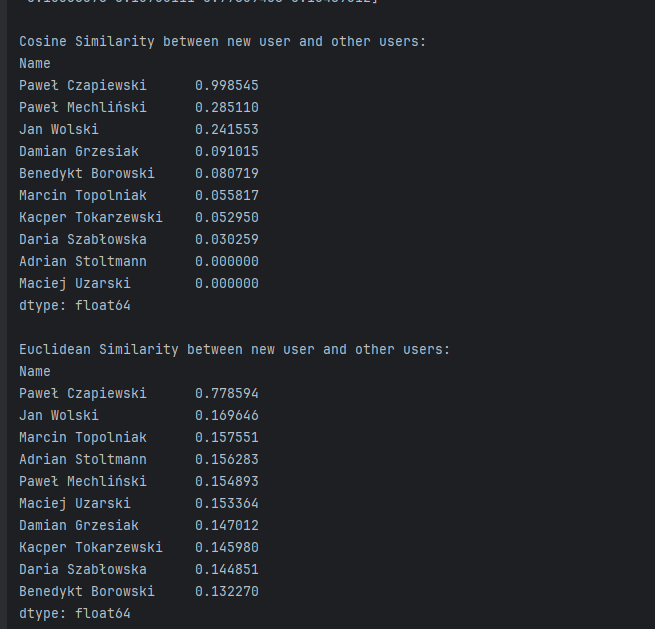 Cosine Similarity between new user and other users:
Name
Paweł Czapiewski      0.998545
Paweł Mechliński      0.285110
Jan Wolski            0.241553
Damian Grzesiak       0.091015
Benedykt Borowski     0.080719
Marcin Topolniak      0.055817
Kacper Tokarzewski    0.052950
Daria Szabłowska      0.030259
Adrian Stoltmann      0.000000
Maciej Uzarski        0.000000
dtype: float64
Euclidean Similarity between new user and other users:
Name
Paweł Czapiewski      0.778594
Jan Wolski            0.169646
Marcin Topolniak      0.157551
Adrian Stoltmann      0.156283
Paweł Mechliński      0.154893
Maciej Uzarski        0.153364
Damian Grzesiak       0.147012
Kacper Tokarzewski    0.145980
Daria Szabłowska      0.144851
Benedykt Borowski     0.132270
dtype: float64